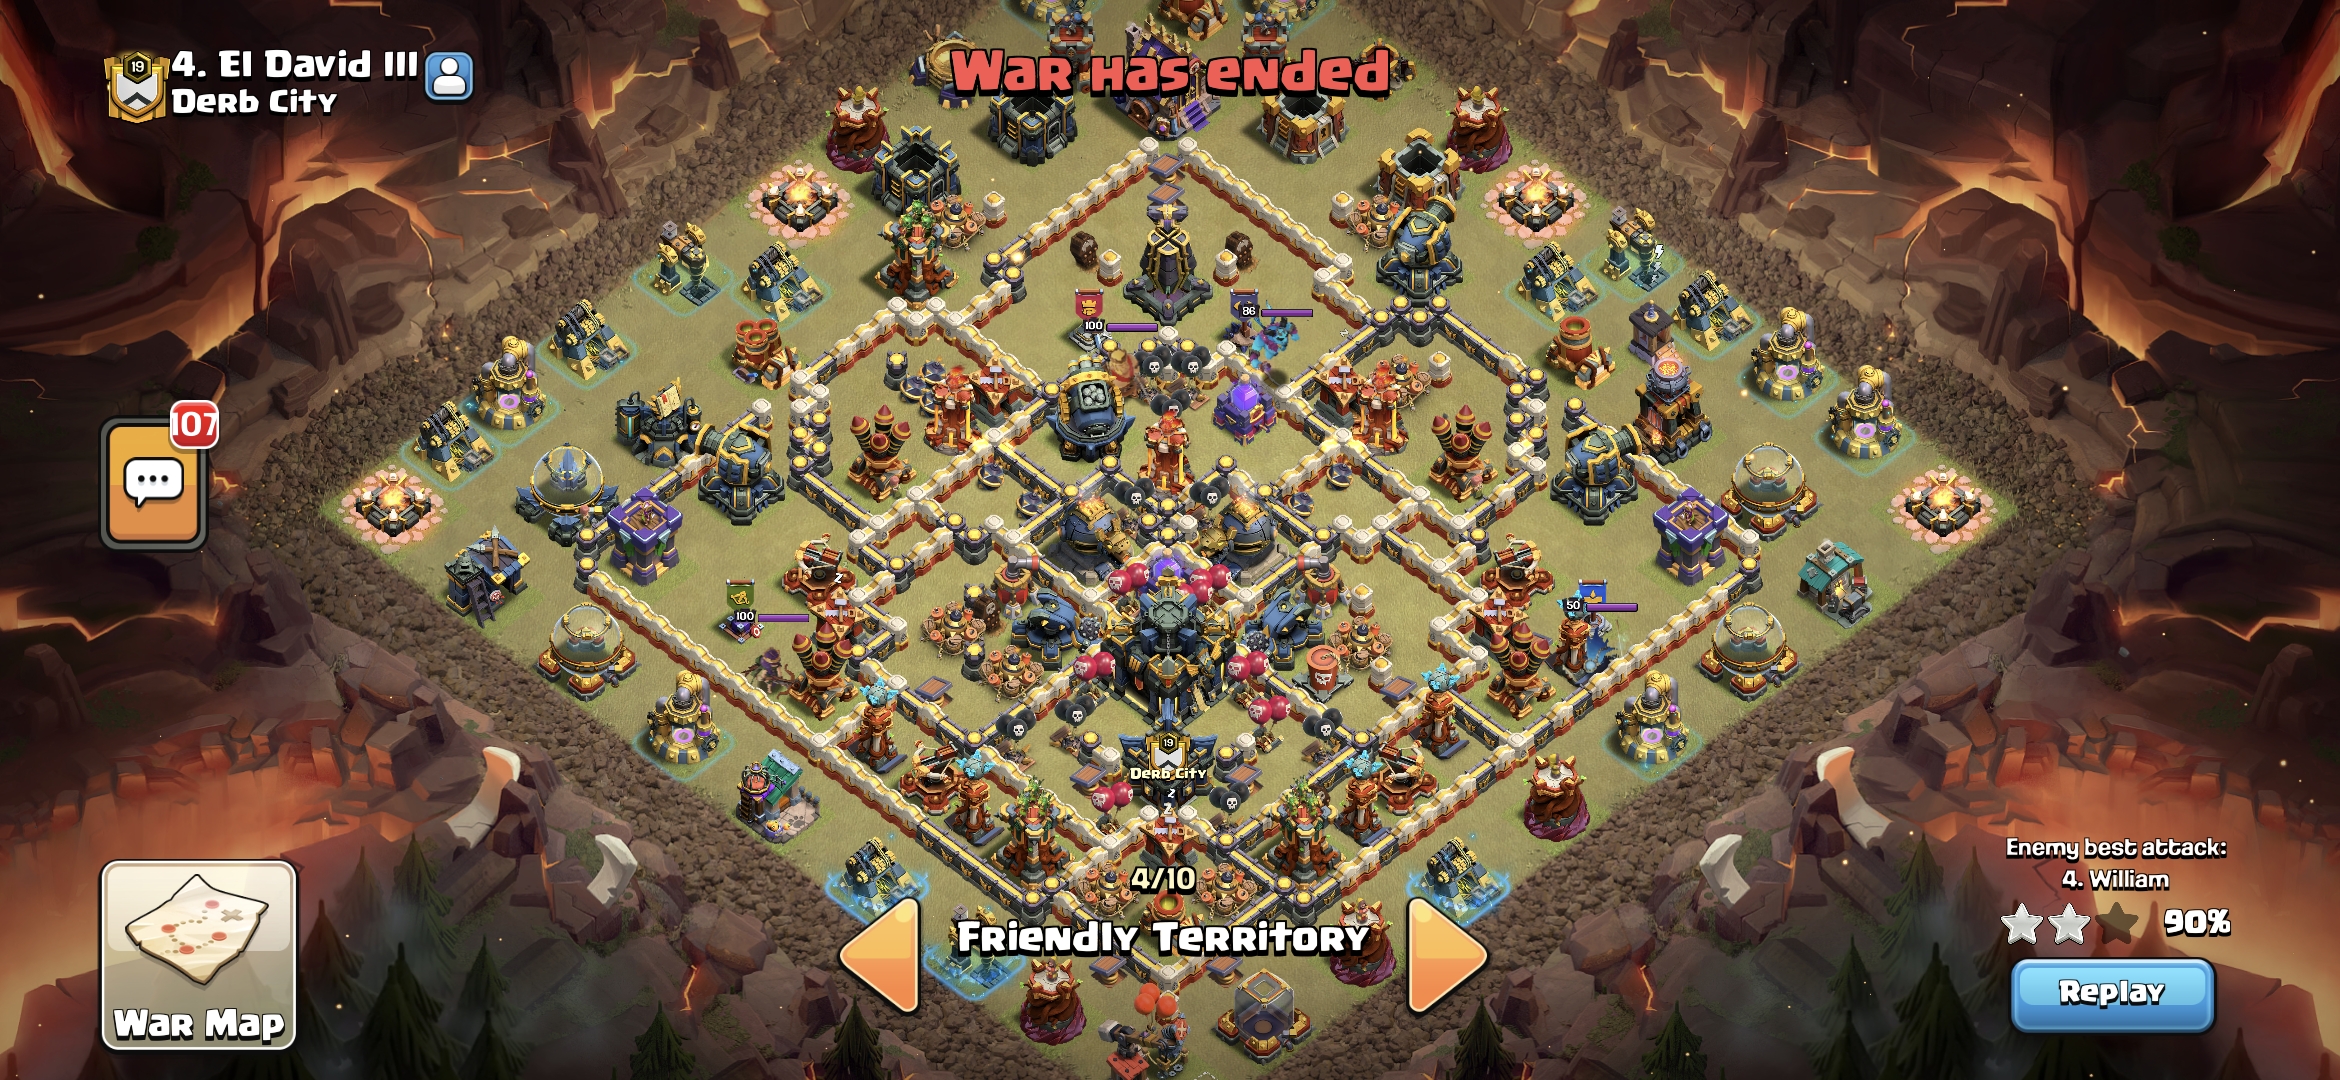 19
4. El David III
Derb City
War has ended
107
100
86
100
50
19
Derb City
z
z
4/10
Friendly Territory
War Map
Enemy best attack:
4. William
90%
Replay